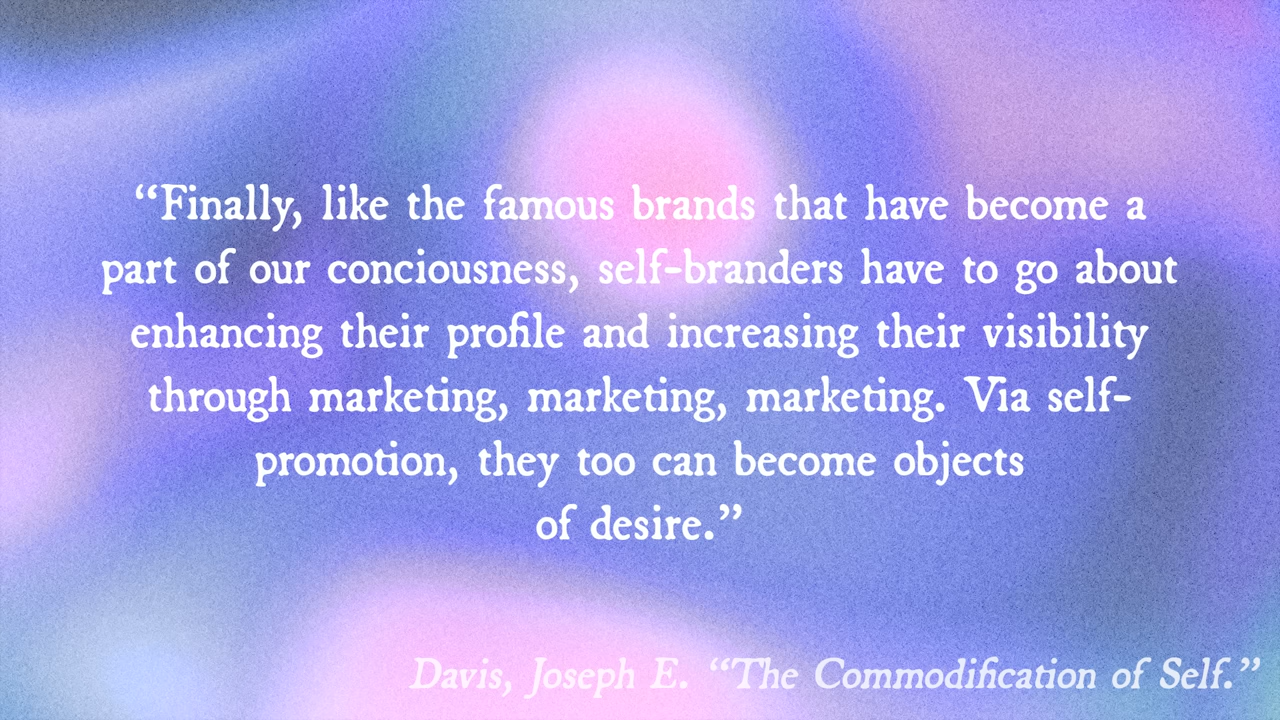 “Finally, like the famous brands that have become a
part of our conciousness, self-branders have to go about
enhancing their profile and increasing their visibility
through marketing, marketing, marketing. Via self-
promotion, they too can become objects
of desire.”
Davis, Joseph E. “The Commodification of Self.”